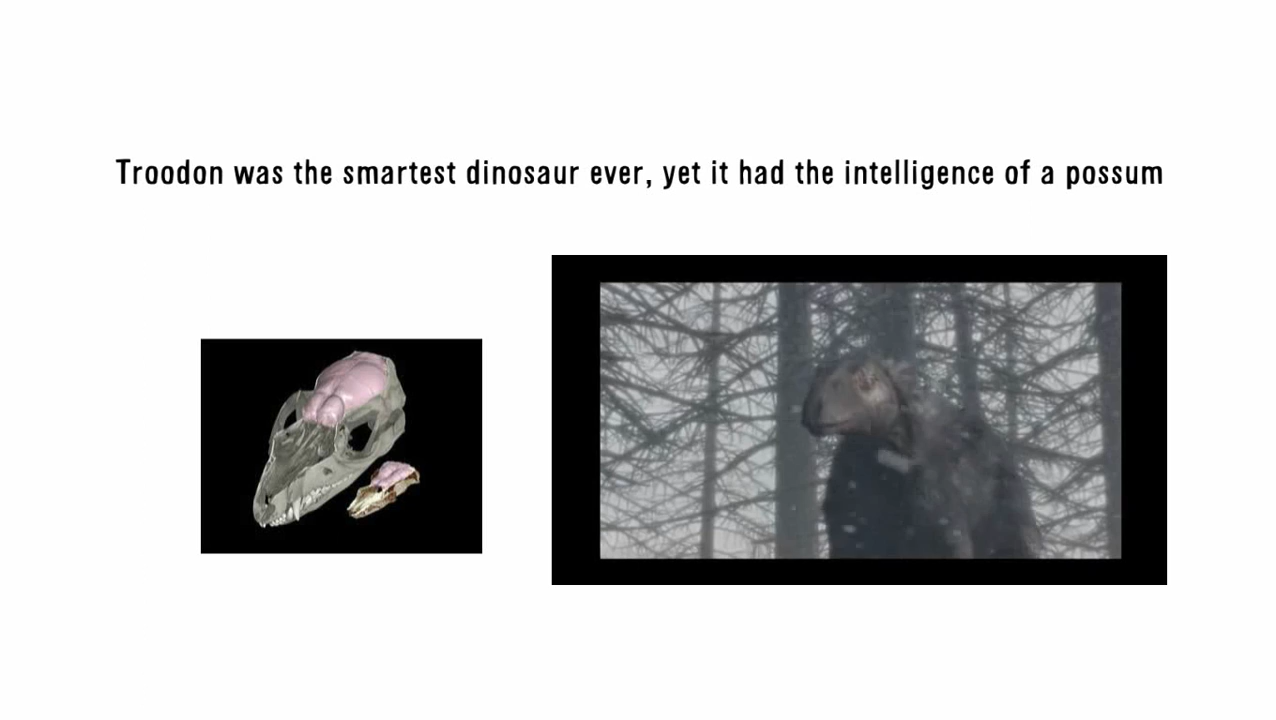 Troodon was the smartest dinosaur ever, yet it had the intelligence of a possum